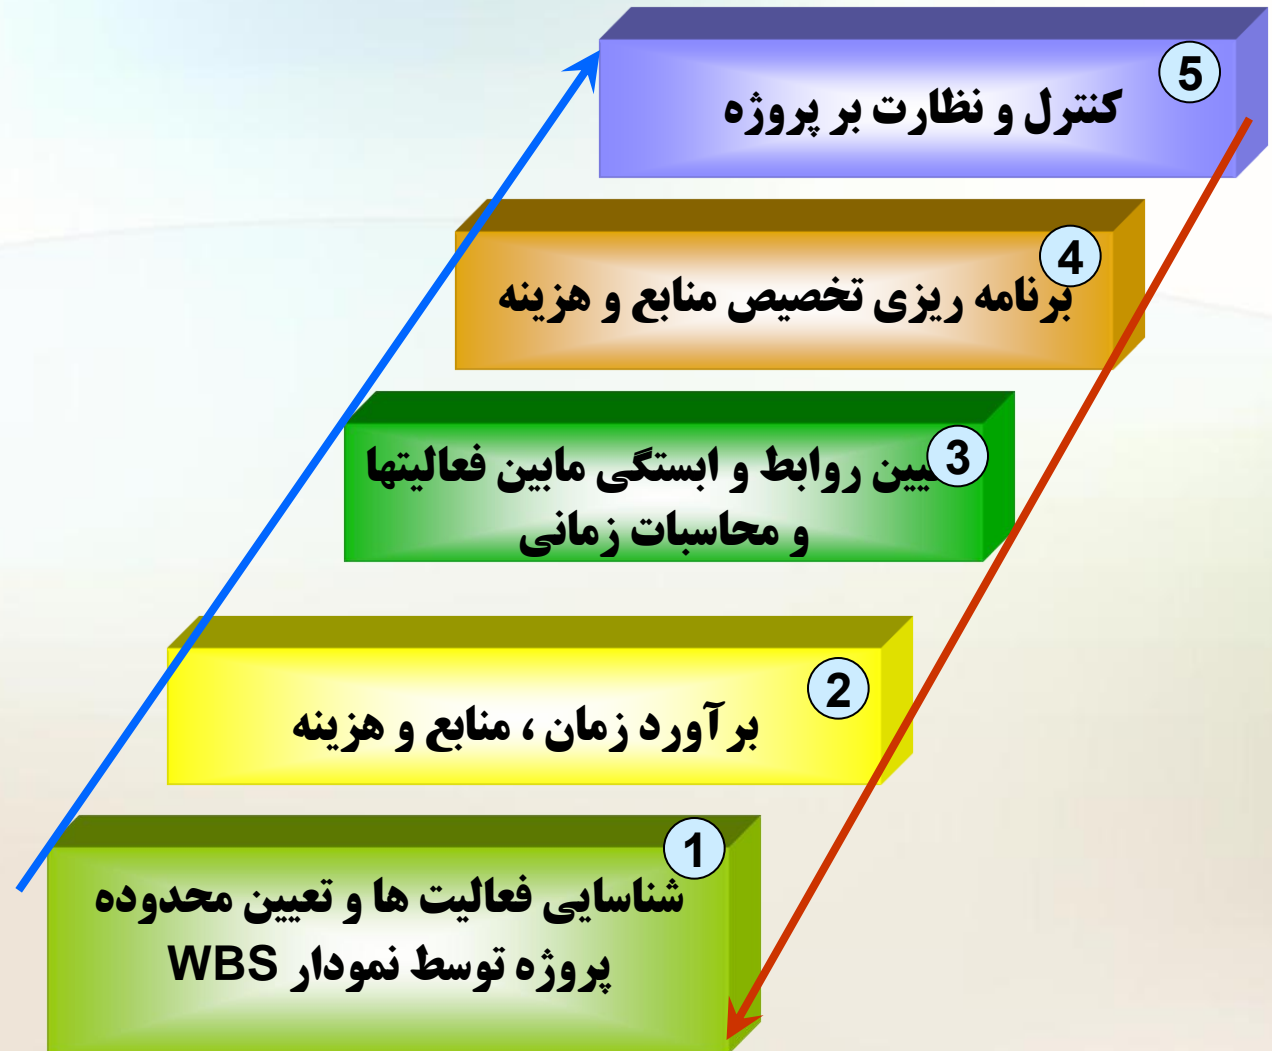 5
کنترل و نظارت بر پروژه
4
برنامه ریزی تخصیص منابع و هزینه
3
روابط و ابستگی مابین فعالیتها
و محاسبات زمانی
2
برآورد زمان ، منابع و هزینه
1
شناسایی فعالیت ها و تعیین محدوده
پروژه توسط نمودار WBS